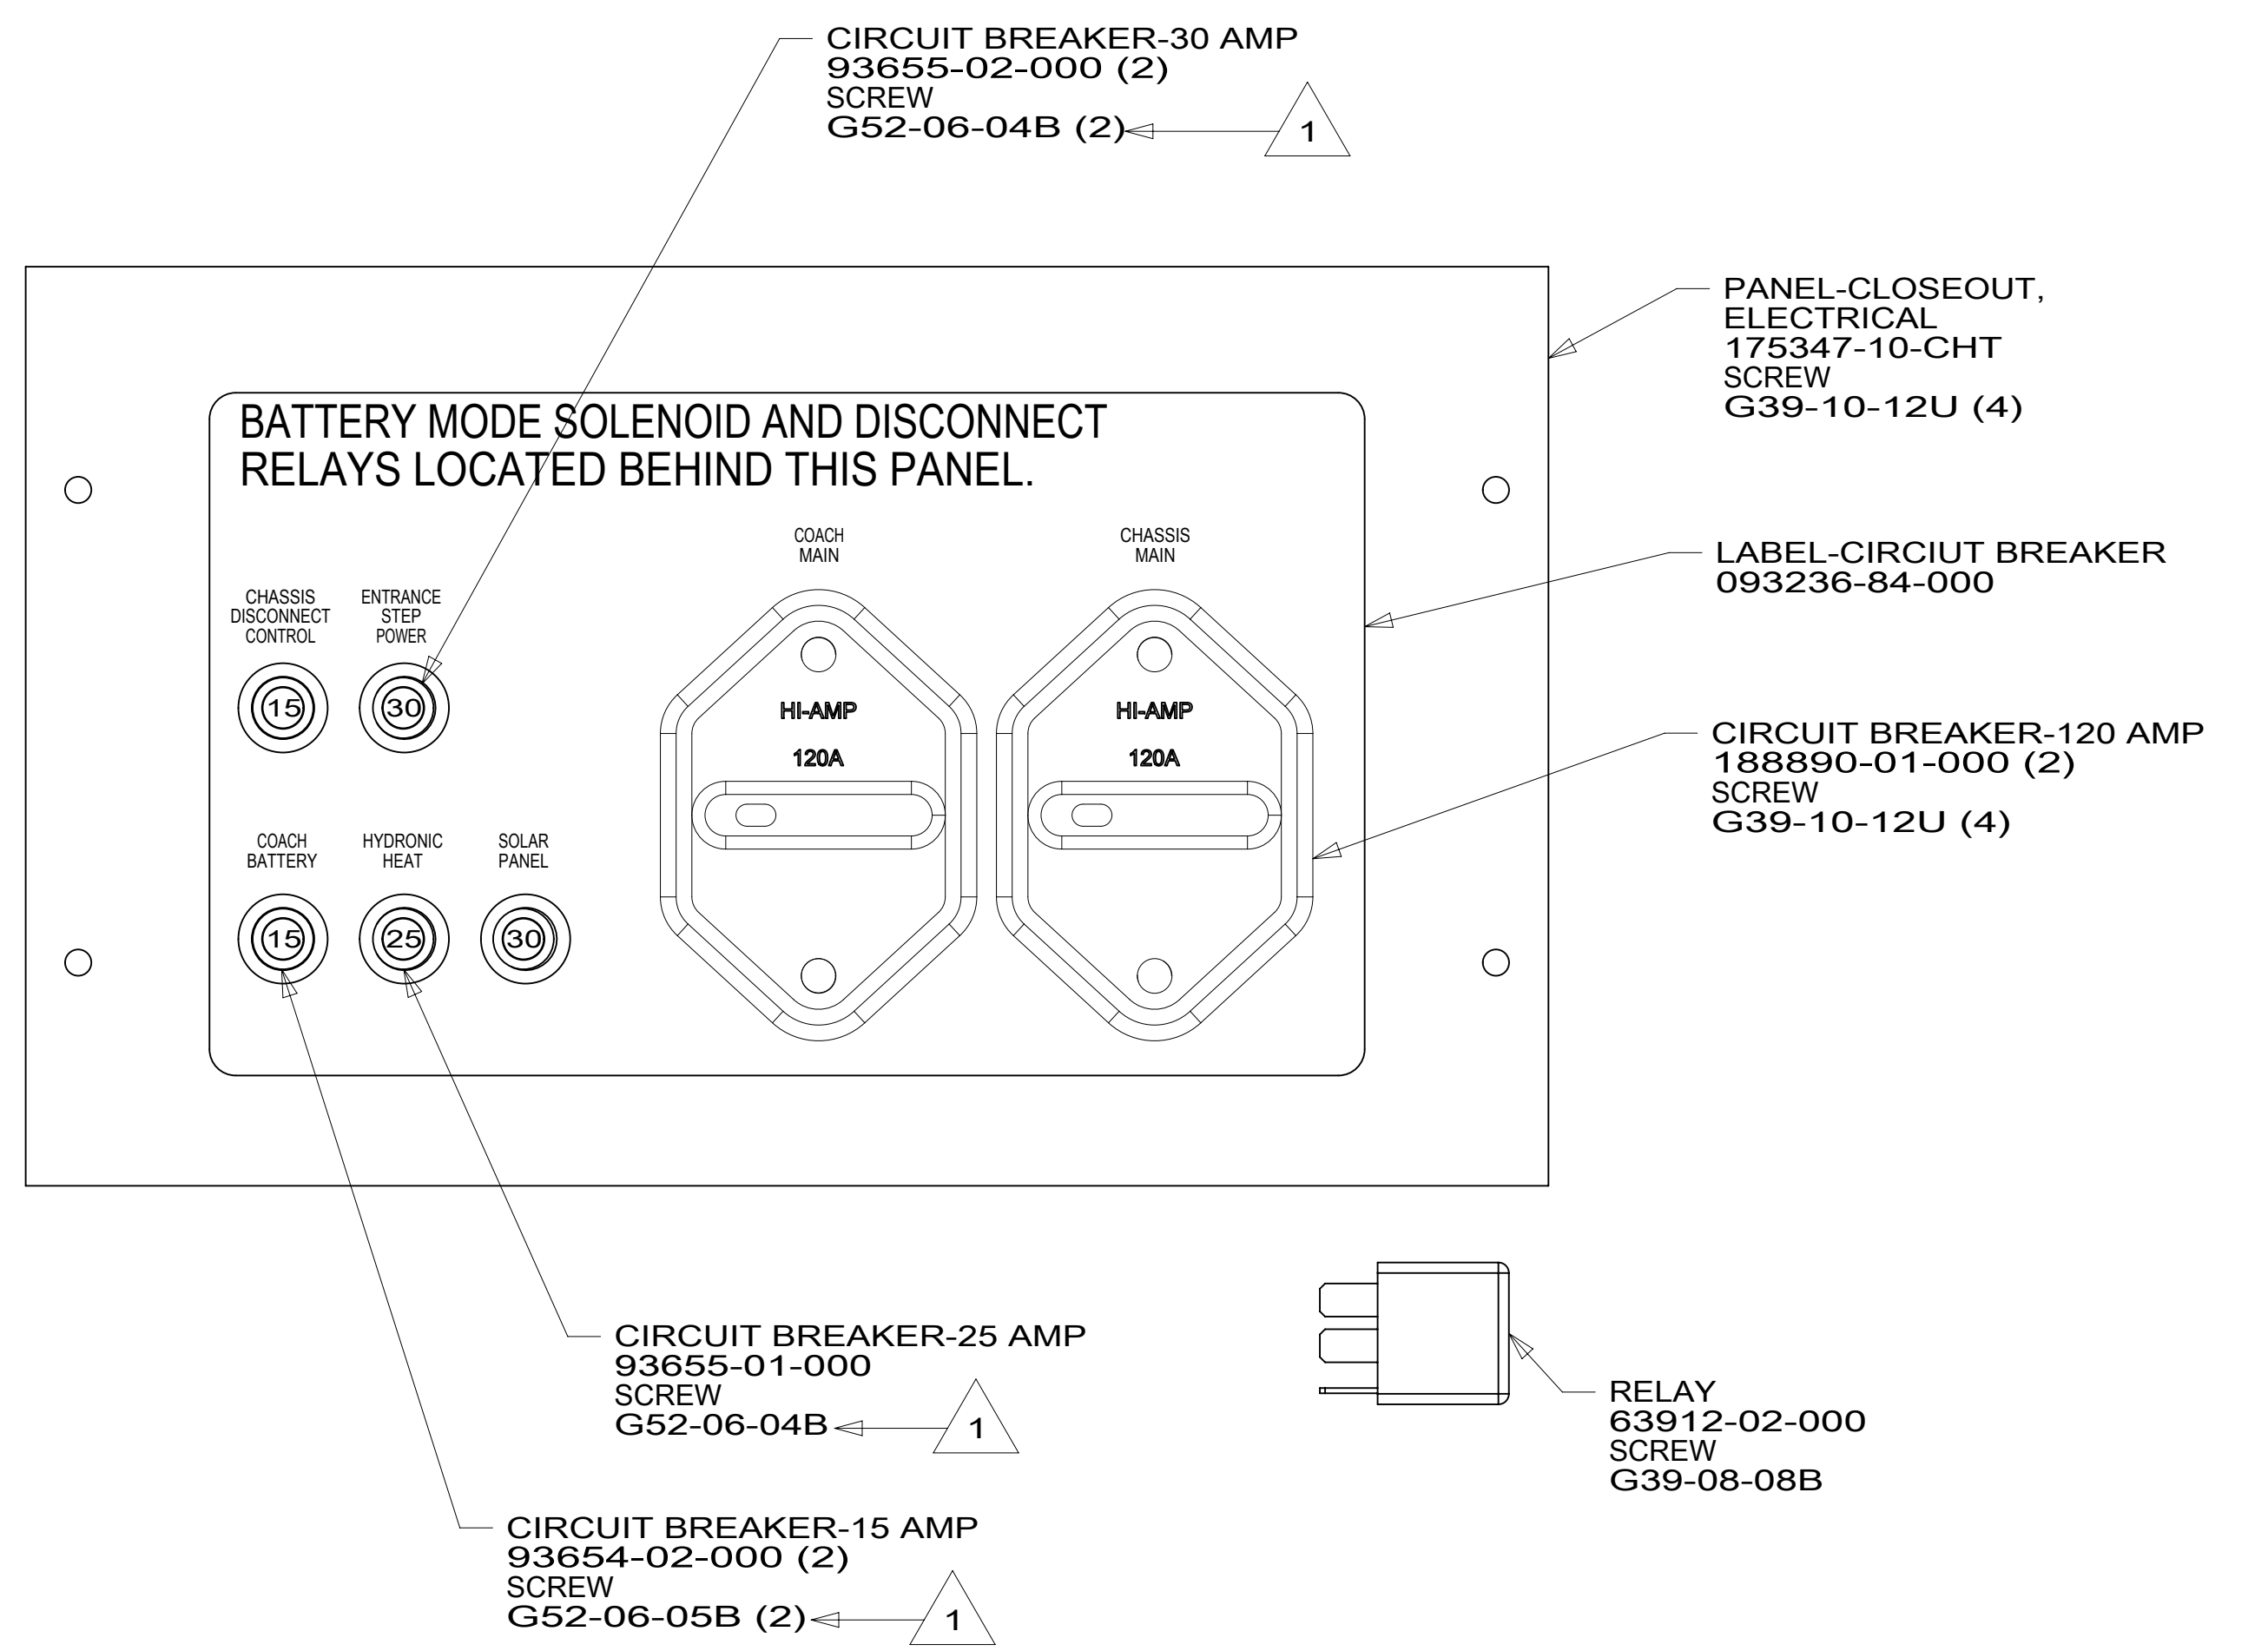 CIRCUIT BREAKER-30 AMP
93655-02-000 (2)
SCREW
G52-06-04B (2)
1
PANEL-CLOSEOUT,
ELECTRICAL
175347-10-CHT
SCREW
G39-10-12U (4)
BATTERY MODE SOLENOID AND DISCONNECT
RELAYS LOCATED BEHIND THIS PANEL.
COACH
MAIN
CHASSIS
MAIN
LABEL-CIRCIUT BREAKER
093236-84-000
CHASSIS
DISCONNECT
CONTROL
ENTRANCE
STEP
POWER
15
30
HI-AMP
120A
HI-AMP
120A
CIRCUIT BREAKER-120 AMP
188890-01-000 (2)
SCREW
G39-10-12U (4)
COACH
BATTERY
HYDRONIC
HEAT
SOLAR
PANEL
15
25
30
CIRCUIT BREAKER-25 AMP
93655-01-000
SCREW
G52-06-04B
1
RELAY
63912-02-000
SCREW
G39-08-08B
CIRCUIT BREAKER-15 AMP
93654-02-000 (2)
SCREW
G52-06-05B (2)
1